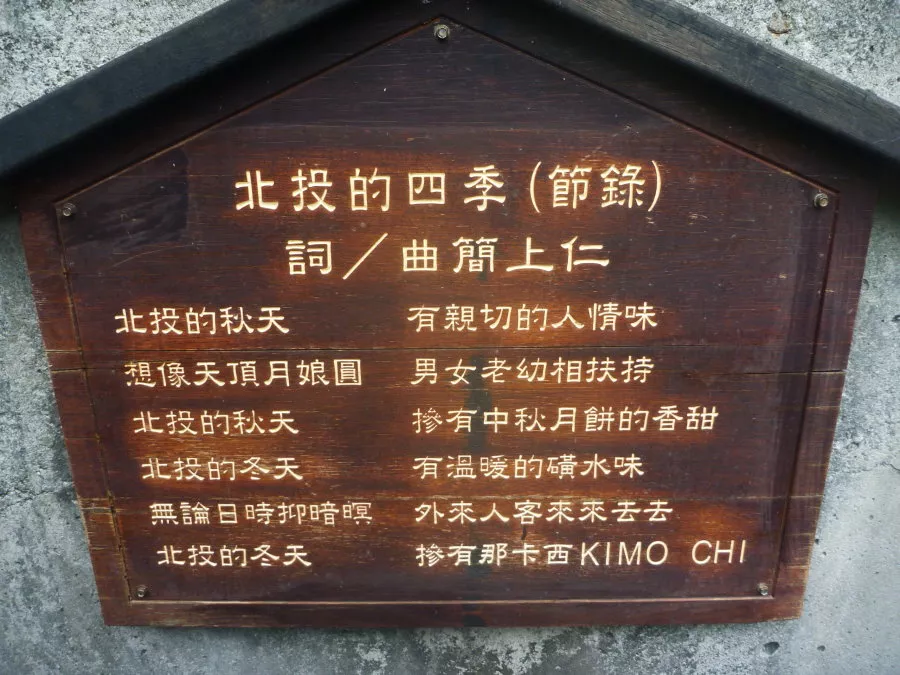 北投的四季(節錄)
詞/曲簡上仁
北投的秋天 有親切的人情味
想像天頂月娘圓 男女老幼相扶持
北投的秋天 摻有中秋月餅的香甜
北投的冬天 有溫暖的磺水味
無論日時抑暗暝 外來人客來來去去
北投的冬天 摻有那卡西KIMO CHI